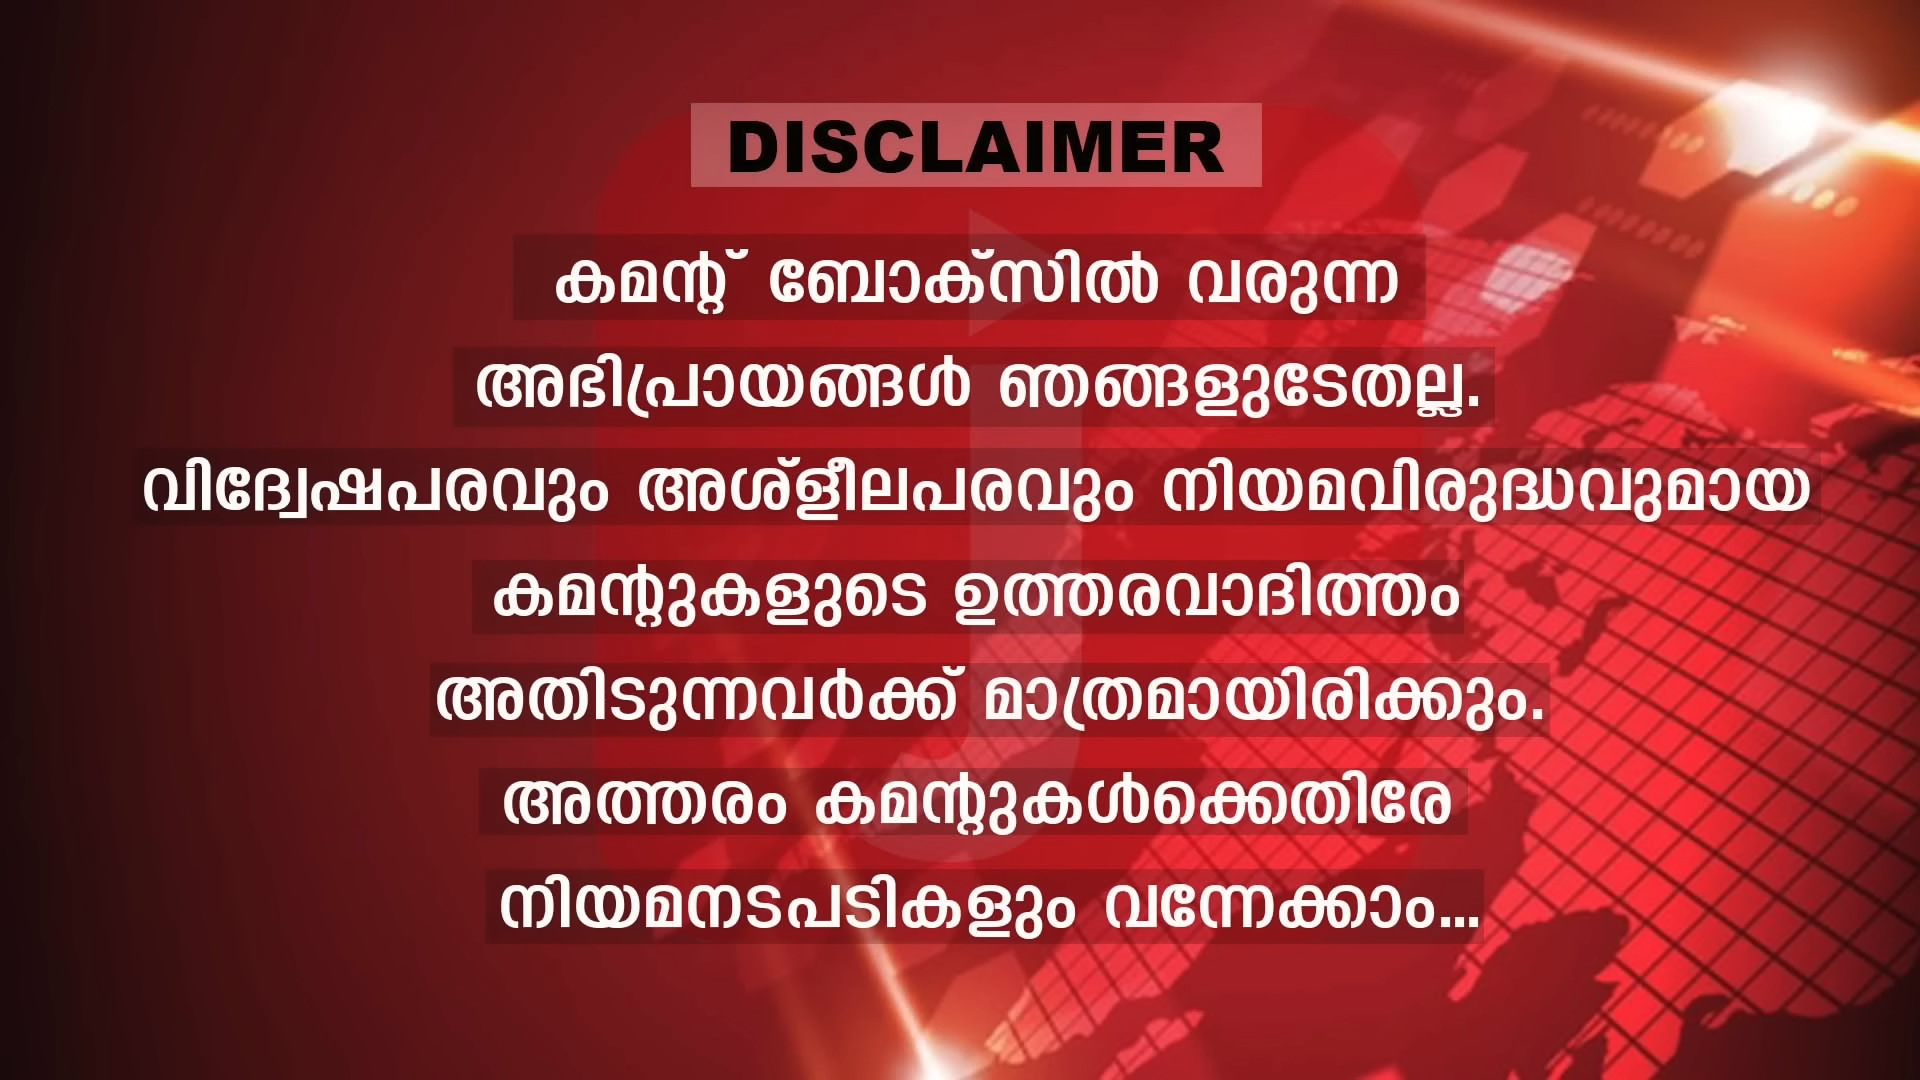 DISCLAIMER
കമന്റ് ബോക്സിൽ വരുന്ന
അഭിപ്രായങ്ങൾ ഞങ്ങളുടേതല്ല.
വിദ്വേഷപരവും അശ്ളീലപരവും നിയമവിരുദ്ധവുമായ
കമന്റുകളുടെ ഉത്തരവാദിത്തം
അതിടുന്നവർക്ക് മാത്രമായിരിക്കും.
അത്തരം കമന്റുകൾക്കെതിരേ
നിയമനടപടികളും വന്നേക്കാം...